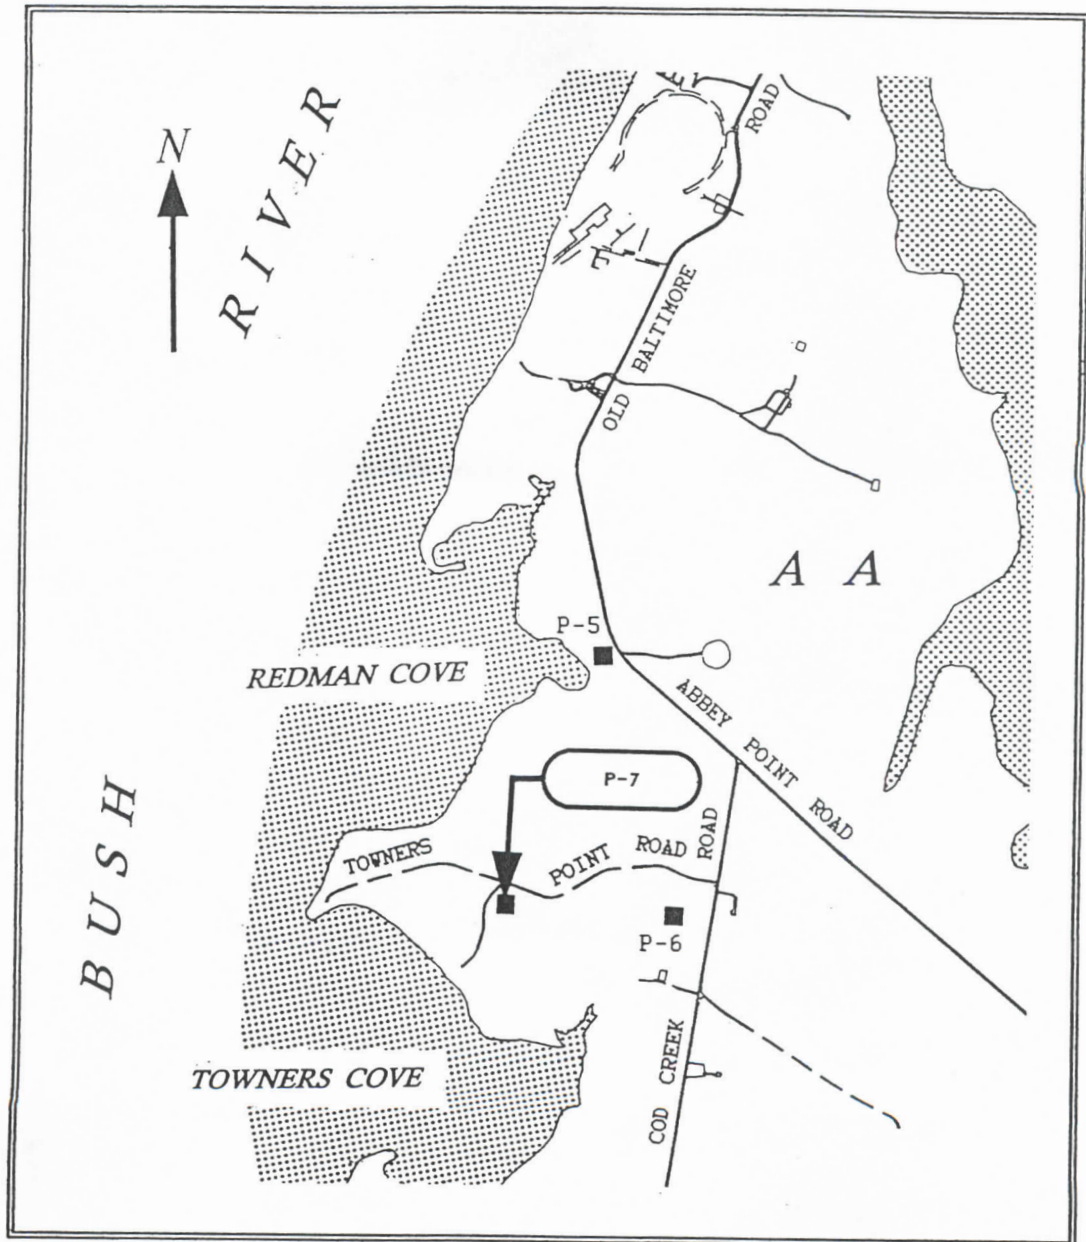 N
RIVER
ROAD
OLD BALTIMORE
A A
P-5
REDMAN COVE
ABBEY POINT ROAD
P-7
BUSH
TOWNERS POINT ROAD
ROAD
P-6
TOWNERS COVE
COD CREEK